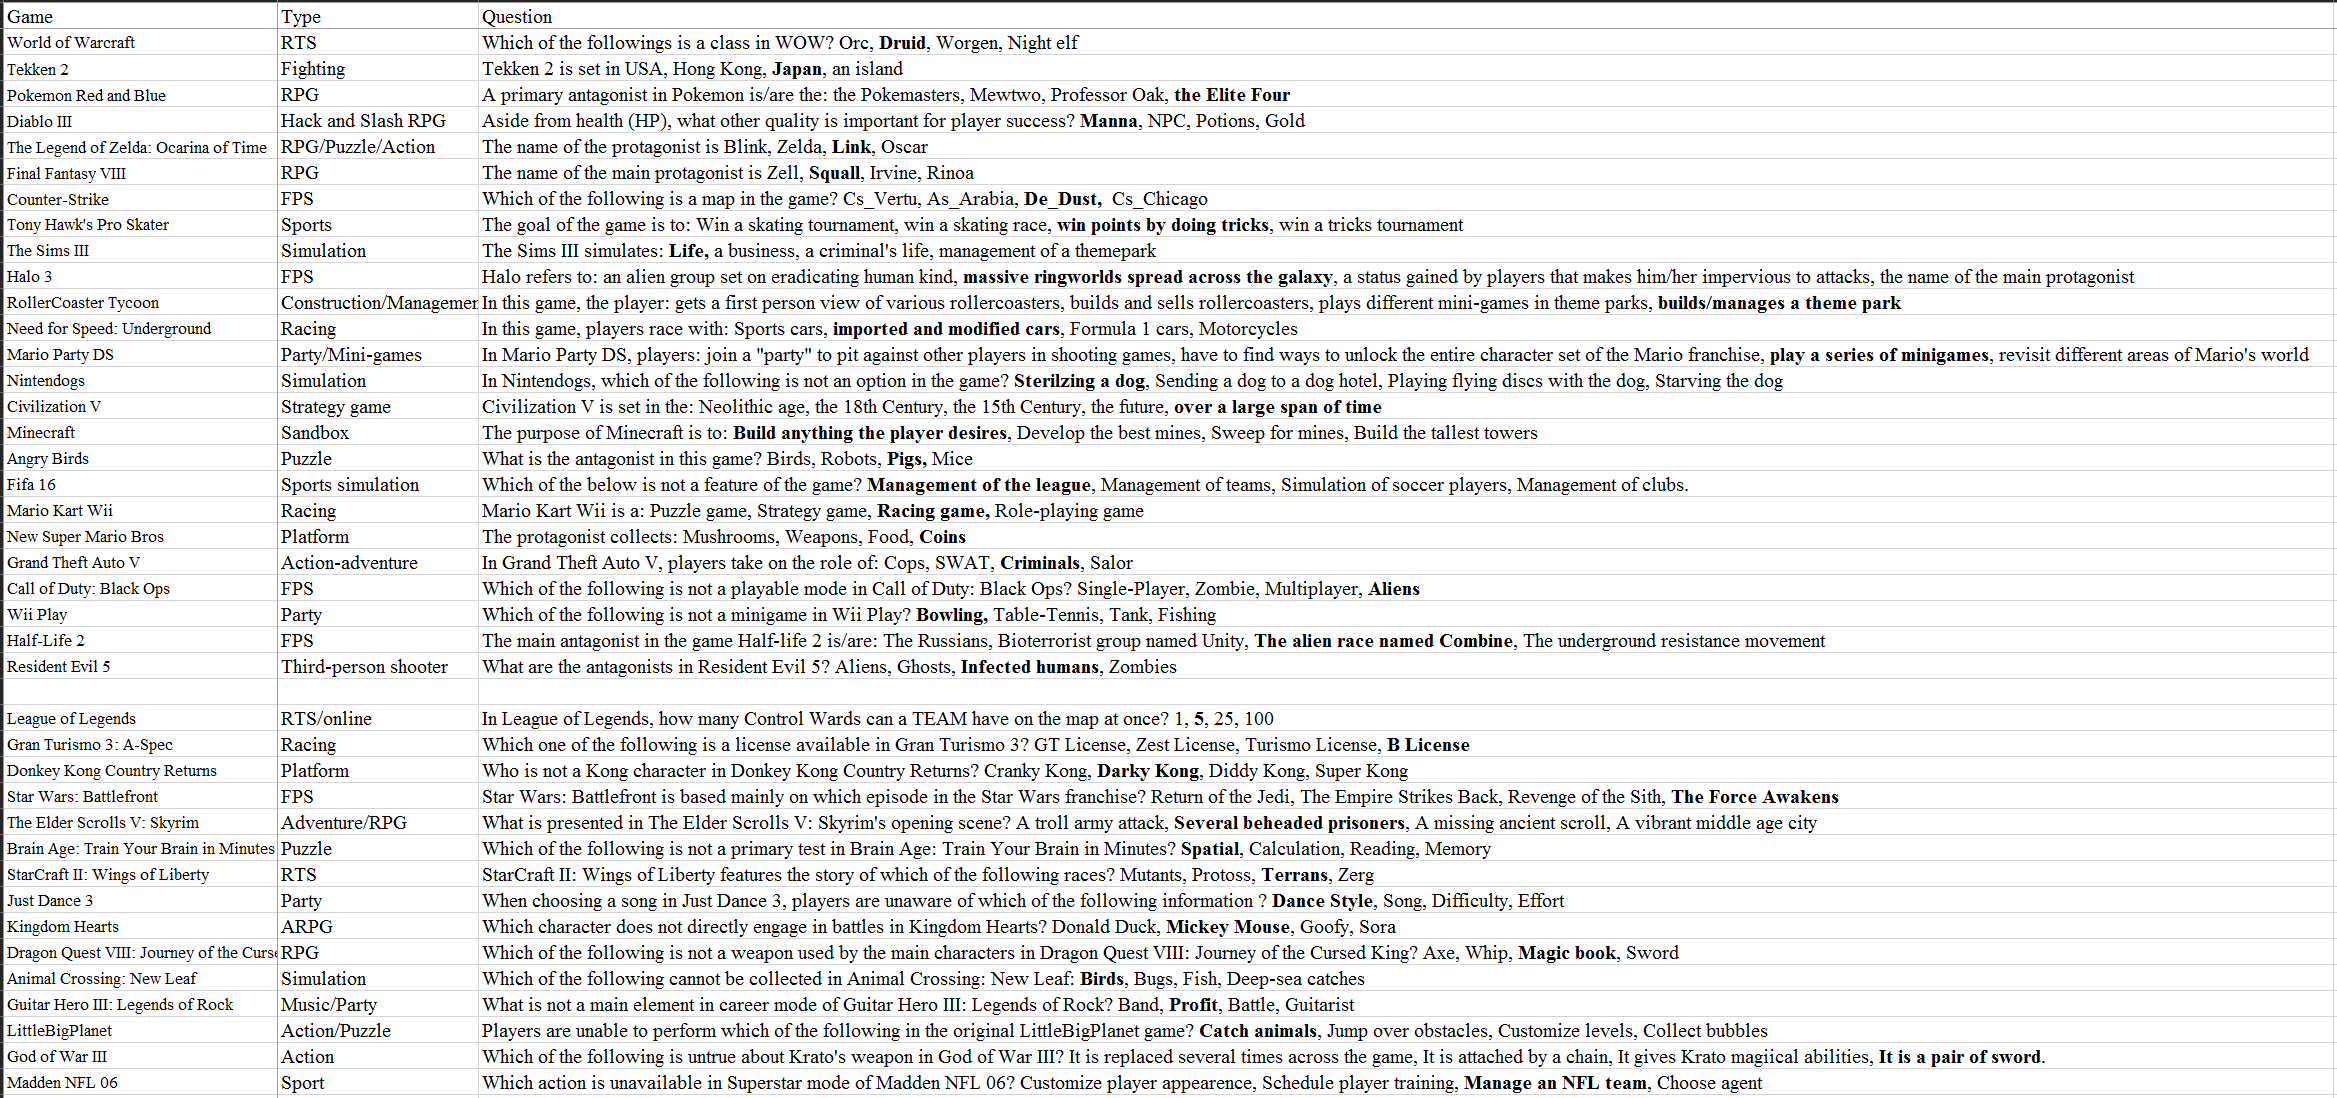 Game Type Question
World of Warcraft RTS Which of the followings is a class in WOW? Orc, Druid, Worgen, Night elf
Tekken 2 Fighting Tekken 2 is set in USA, Hong Kong, Japan, an island
Pokemon Red and Blue RPG A primary antagonist in Pokemon is/are the: the Pokemasters, Mewtwo, Professor Oak, the Elite Four
Diablo III Hack and Slash RPG Aside from health (HP), what other quality is important for player success? Manna, NPC, Potions, Gold
The Legend of Zelda: Ocarina of Time RPG/Puzzle/Action The name of the protagonist is Blink, Zelda, Link, Oscar
Final Fantasy VIII RPG The name of the main protagonist is Zell, Squall, Irvine, Rinoa
Counter-Strike FPS Which of the following is a map in the game? Cs_Vertu, As_Arabia, De_Dust, Cs_Chicago
Tony Hawk's Pro Skater Sports The goal of the game is to: Win a skating tournament, win a skating race, win points by doing tricks, win a tricks tournament
The Sims III Simulation The Sims III simulates: Life, a business, a criminal's life, management of a themepark
Halo 3 FPS Halo refers to: an alien group set on eradicating human kind, massive ringworlds spread across the galaxy, a status gained by players that makes him/her impervious to attacks, the name of the main protagonist
RollerCoaster Tycoon Construction/Managemer In this game, the player: gets a first person view of various rollercoasters, builds and sells rollercoasters, plays different mini-games in theme parks, builds/manages a theme park
Need for Speed: Underground Racing In this game, players race with: Sports cars, imported and modified cars, Formula 1 cars, Motorcycles
Mario Party DS Party/Mini-games In Mario Party DS, players: join a "party" to pit against other players in shooting games, have to find ways to unlock the entire character set of the Mario franchise, play a series of minigames, revisit different areas of Mario's world
Nintendogs Simulation In Nintendogs, which of the following is not an option in the game? Sterilzing a dog, Sending a dog to a dog hotel, Playing flying discs with the dog, Starving the dog
Civilization V Strategy game Civilization V is set in the: Neolithic age, the 18th Century, the 15th Century, the future, over a large span of time
Minecraft Sandbox The purpose of Minecraft is to: Build anything the player desires, Develop the best mines, Sweep for mines, Build the tallest towers
Angry Birds Puzzle What is the antagonist in this game? Birds, Robots, Pigs, Mice
Fifa 16 Sports simulation Which of the below is not a feature of the game? Management of the league, Management of teams, Simulation of soccer players, Management of clubs.
Mario Kart Wii Racing Mario Kart Wii is a: Puzzle game, Strategy game, Racing game, Role-playing game
New Super Mario Bros Platform The protagonist collects: Mushrooms, Weapons, Food, Coins
Grand Theft Auto V Action-adventure In Grand Theft Auto V, players take on the role of: Cops, SWAT, Criminals, Salor
Call of Duty: Black Ops FPS Which of the following is not a playable mode in Call of Duty: Black Ops? Single-Player, Zombie, Multiplayer, Aliens
Wii Play Party Which of the following is not a minigame in Wii Play? Bowling, Table-Tennis, Tank, Fishing
Half-Life 2 FPS The main antagonist in the game Half-life 2 is/are: The Russians, Bioterrorist group named Unity, The alien race named Combine, The underground resistance movement
Resident Evil 5 Third-person shooter What are the antagonists in Resident Evil 5? Aliens, Ghosts, Infected humans, Zombies
League of Legends RTS/online In League of Legends, how many Control Wards can a TEAM have on the map at once? 1, 5, 25, 100
Gran Turismo 3: A-Spec Racing Which one of the following is a license available in Gran Turismo 3? GT License, Zest License, Turismo License, B License
Donkey Kong Country Returns Platform Who is not a Kong character in Donkey Kong Country Returns? Cranky Kong, Darky Kong, Diddy Kong, Super Kong
Star Wars: Battlefront FPS Star Wars: Battlefront is based mainly on which episode in the Star Wars franchise? Return of the Jedi, The Empire Strikes Back, Revenge of the Sith, The Force Awakens
The Elder Scrolls V: Skyrim Adventure/RPG What is presented in The Elder Scrolls V: Skyrim's opening scene? A troll army attack, Several beheaded prisoners, A missing ancient scroll, A vibrant middle age city
Brain Age: Train Your Brain in Minutes Puzzle Which of the following is not a primary test in Brain Age: Train Your Brain in Minutes? Spatial, Calculation, Reading, Memory
StarCraft II: Wings of Liberty RTS StarCraft II: Wings of Liberty features the story of which of the following races? Mutants, Protoss, Terrans, Zerg
Just Dance 3 Party When choosing a song in Just Dance 3, players are unaware of which of the following information ? Dance Style, Song, Difficulty, Effort
Kingdom Hearts ARPG Which character does not directly engage in battles in Kingdom Hearts? Donald Duck, Mickey Mouse, Goofy, Sora
Dragon Quest VIII: Journey of the Curse RPG Which of the following is not a weapon used by the main characters in Dragon Quest VIII: Journey of the Cursed King? Axe, Whip, Magic book, Sword
Animal Crossing: New Leaf Simulation Which of the following cannot be collected in Animal Crossing: New Leaf: Birds, Bugs, Fish, Deep-sea catches
Guitar Hero III: Legends of Rock Music/Party What is not a main element in career mode of Guitar Hero III: Legends of Rock? Band, Profit, Battle, Guitarist
LittleBigPlanet Action/Puzzle Players are unable to perform which of the following in the original LittleBigPlanet game? Catch animals, Jump over obstacles, Customize levels, Collect bubbles
God of War III Action Which of the following is untrue about Krato's weapon in God of War III? It is replaced several times across the game, It is attached by a chain, It gives Krato magiical abilities, It is a pair of sword.
Madden NFL 06 Sport Which action is unavailable in Superstar mode of Madden NFL 06? Customize player appearence, Schedule player training, Manage an NFL team, Choose agent